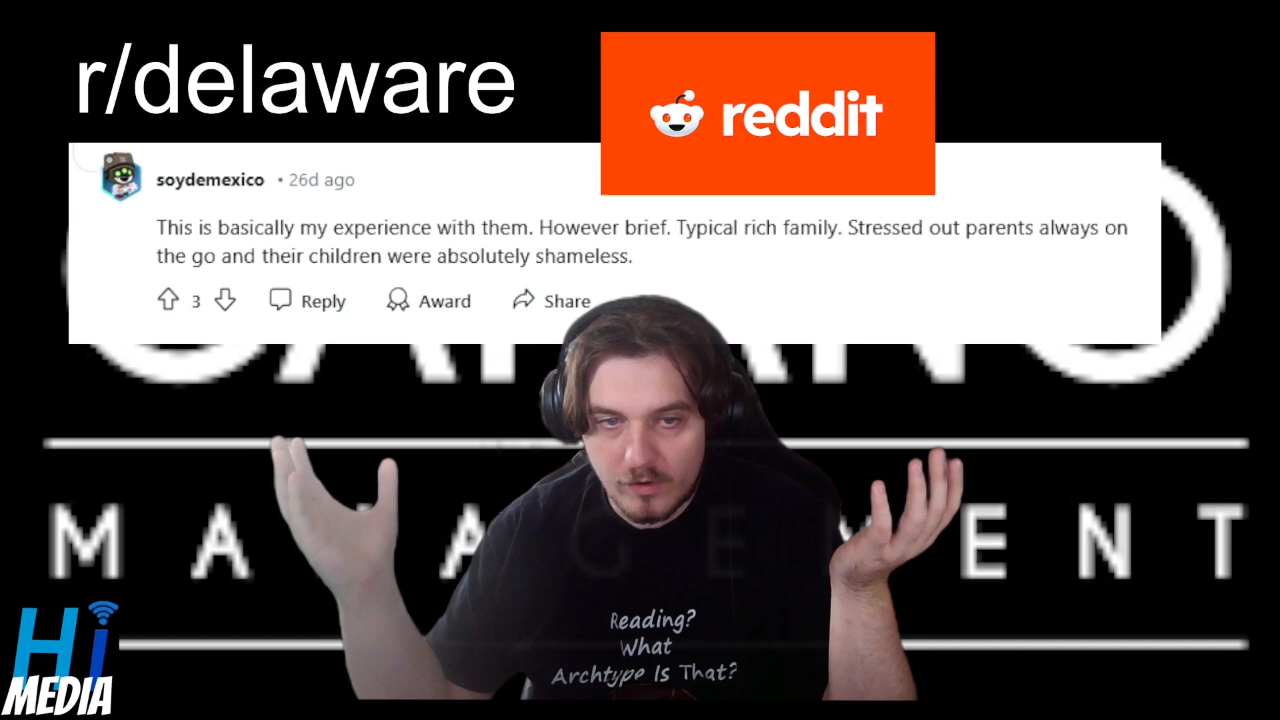 r/delaware
reddit
soydemexico • 26d ago
This is basically my experience with them. However brief. Typical rich family. Stressed out parents always on
the go and their children were absolutely shameless.
3 Reply Award Share
MANAGEMENT
Reading?
What
Archtype Is That?
Hi
MEDIA